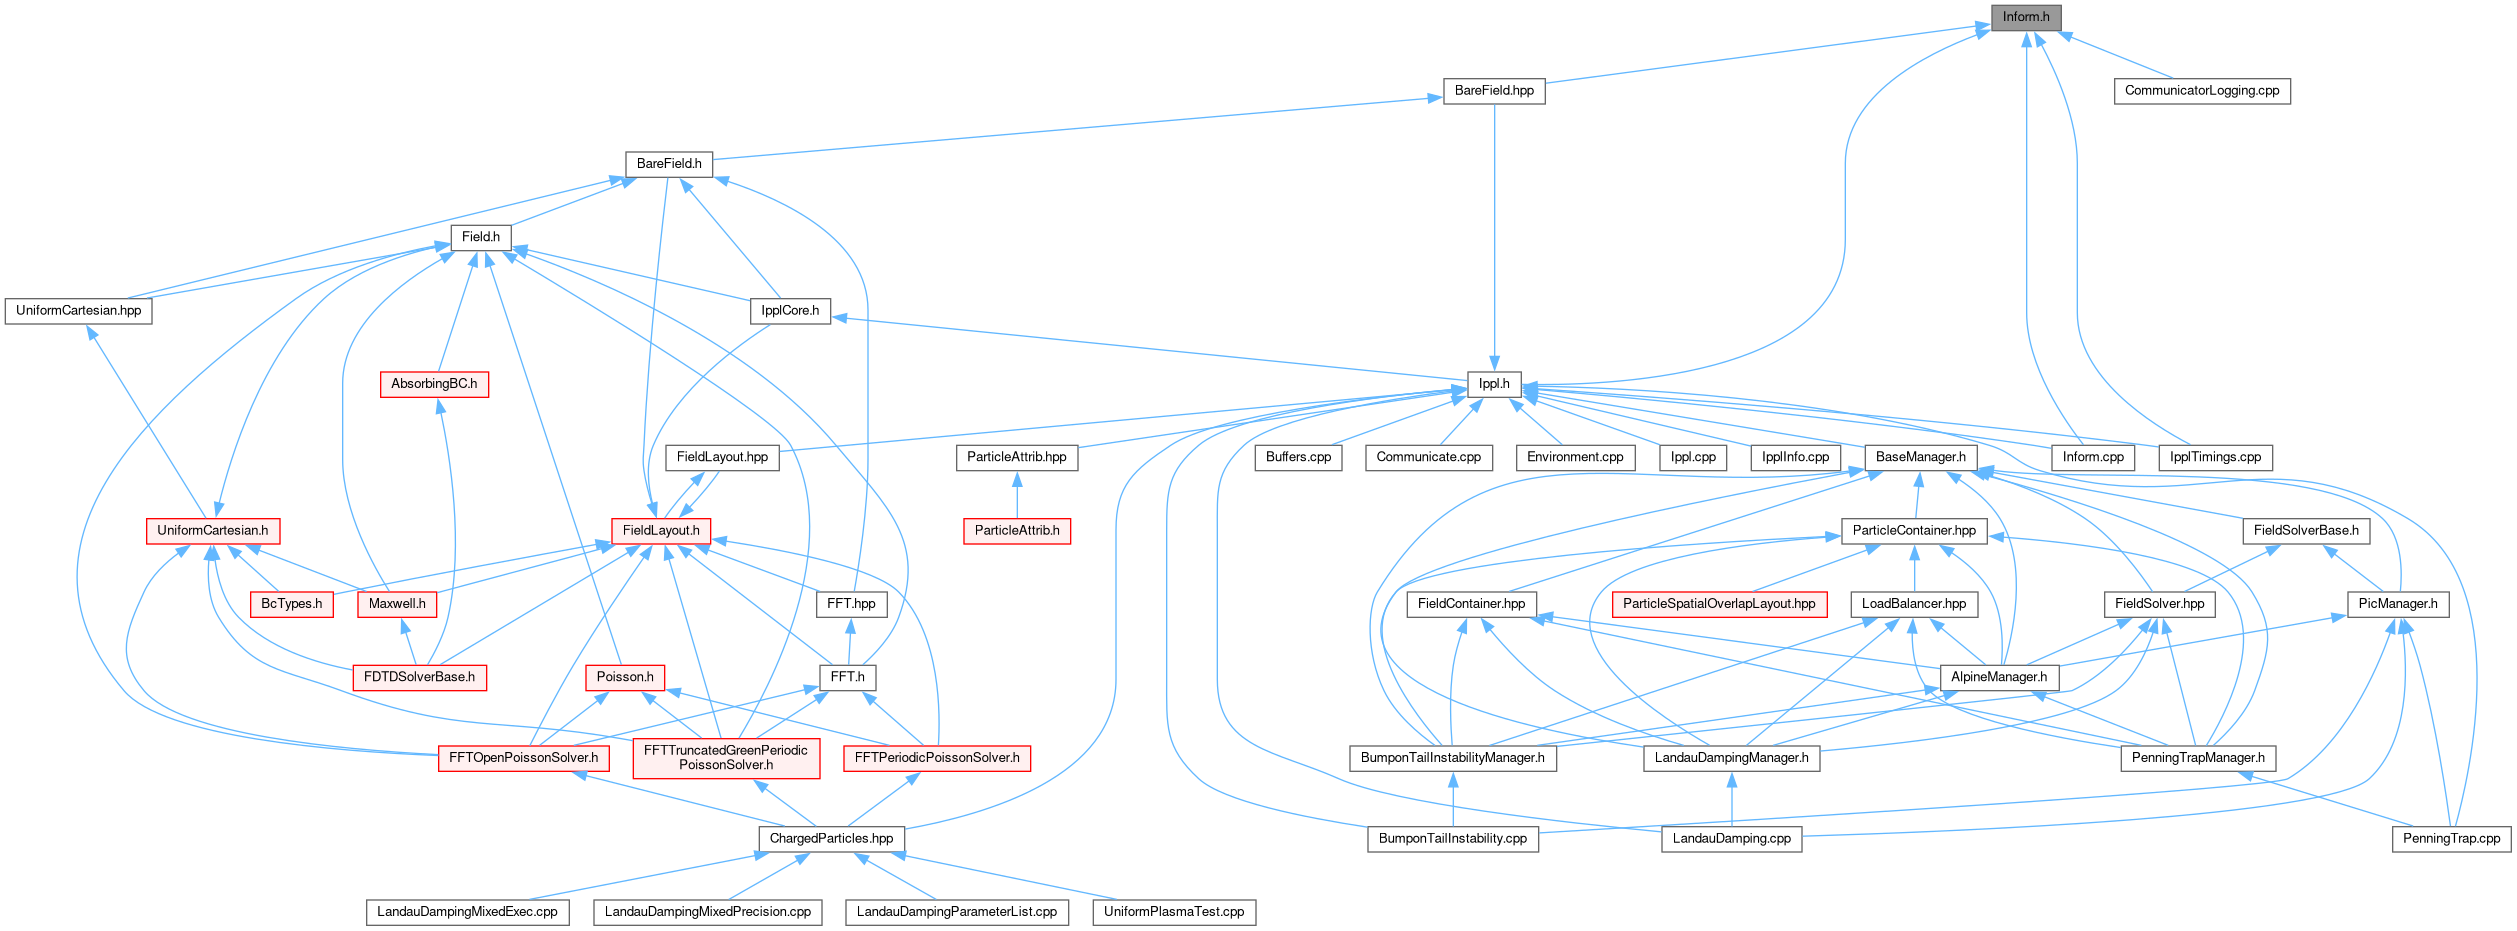 Inform.h
BareField.hpp
CommunicatorLogging.cpp
BareField.h
Field.h
UniformCartesian.hpp
IpplCore.h
AbsorbingBC.h
Ippl.h
FieldLayout.hpp
ParticleAttrib.hpp
Buffers.cpp
Communicate.cpp
Environment.cpp
Ippl.cpp
IpplInfo.cpp
BaseManager.h
Inform.cpp
IpplTimings.cpp
UniformCartesian.h
FieldLayout.h
ParticleAttrib.h
ParticleContainer.hpp
FieldSolverBase.h
BcTypes.h
Maxwell.h
FFT.hpp
FieldContainer.hpp
ParticleSpatialOverlapLayout.hpp
LoadBalancer.hpp
FieldSolver.hpp
PicManager.h
FDTDSolverBase.h
Poisson.h
FFT.h
AlpineManager.h
FFTOpenPoissonSolver.h
FFTTruncatedGreenPeriodic
PoissonSolver.h
FFTPeriodicPoissonSolver.h
BumponTailInstabilityManager.h
LandauDampingManager.h
PenningTrapManager.h
ChargedParticles.hpp
BumponTailInstability.cpp
LandauDamping.cpp
PenningTrap.cpp
LandauDampingMixedExec.cpp
LandauDampingMixedPrecision.cpp
LandauDampingParameterList.cpp
UniformPlasmaTest.cpp